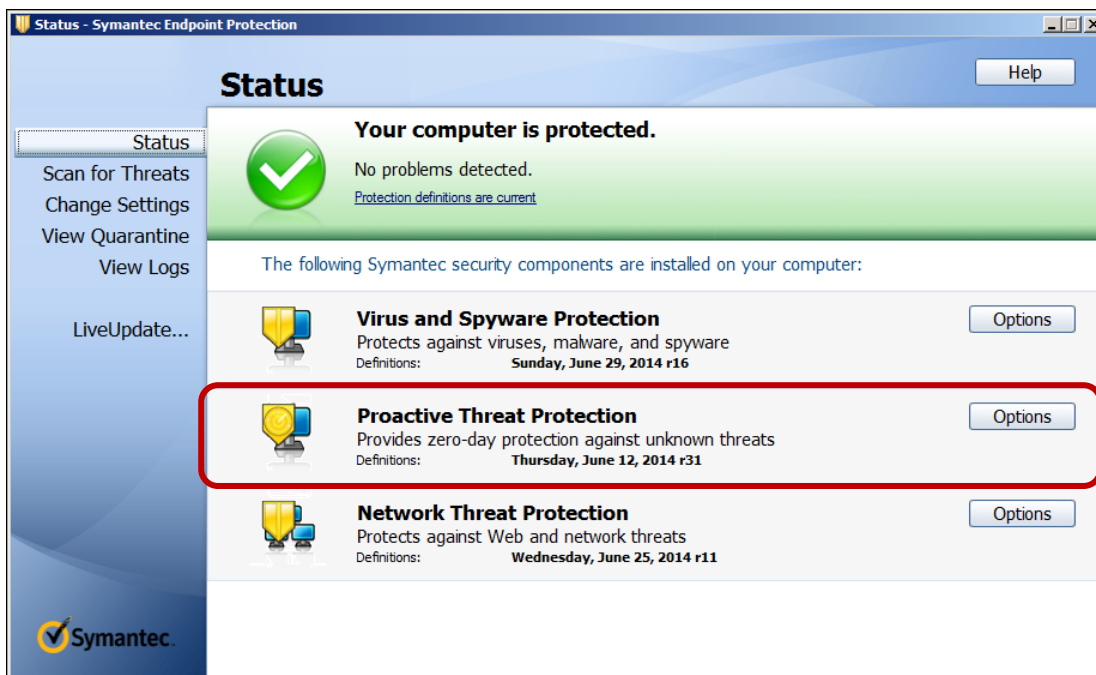 Status - Symantec Endpoint Protection
Status
Help
Status
Scan for Threats
Change Settings
View Quarantine
View Logs
LiveUpdate...
Your computer is protected.
No problems detected.
Protection definitions are current
The following Symantec security components are installed on your computer:
Virus and Spyware Protection
Options
Protects against viruses, malware, and spyware
Definitions: Sunday, June 29, 2014 r16
Proactive Threat Protection
Options
Provides zero-day protection against unknown threats
Definitions: Thursday, June 12, 2014 r31
Network Threat Protection
Options
Protects against Web and network threats
Definitions: Wednesday, June 25, 2014 r11
Symantec.